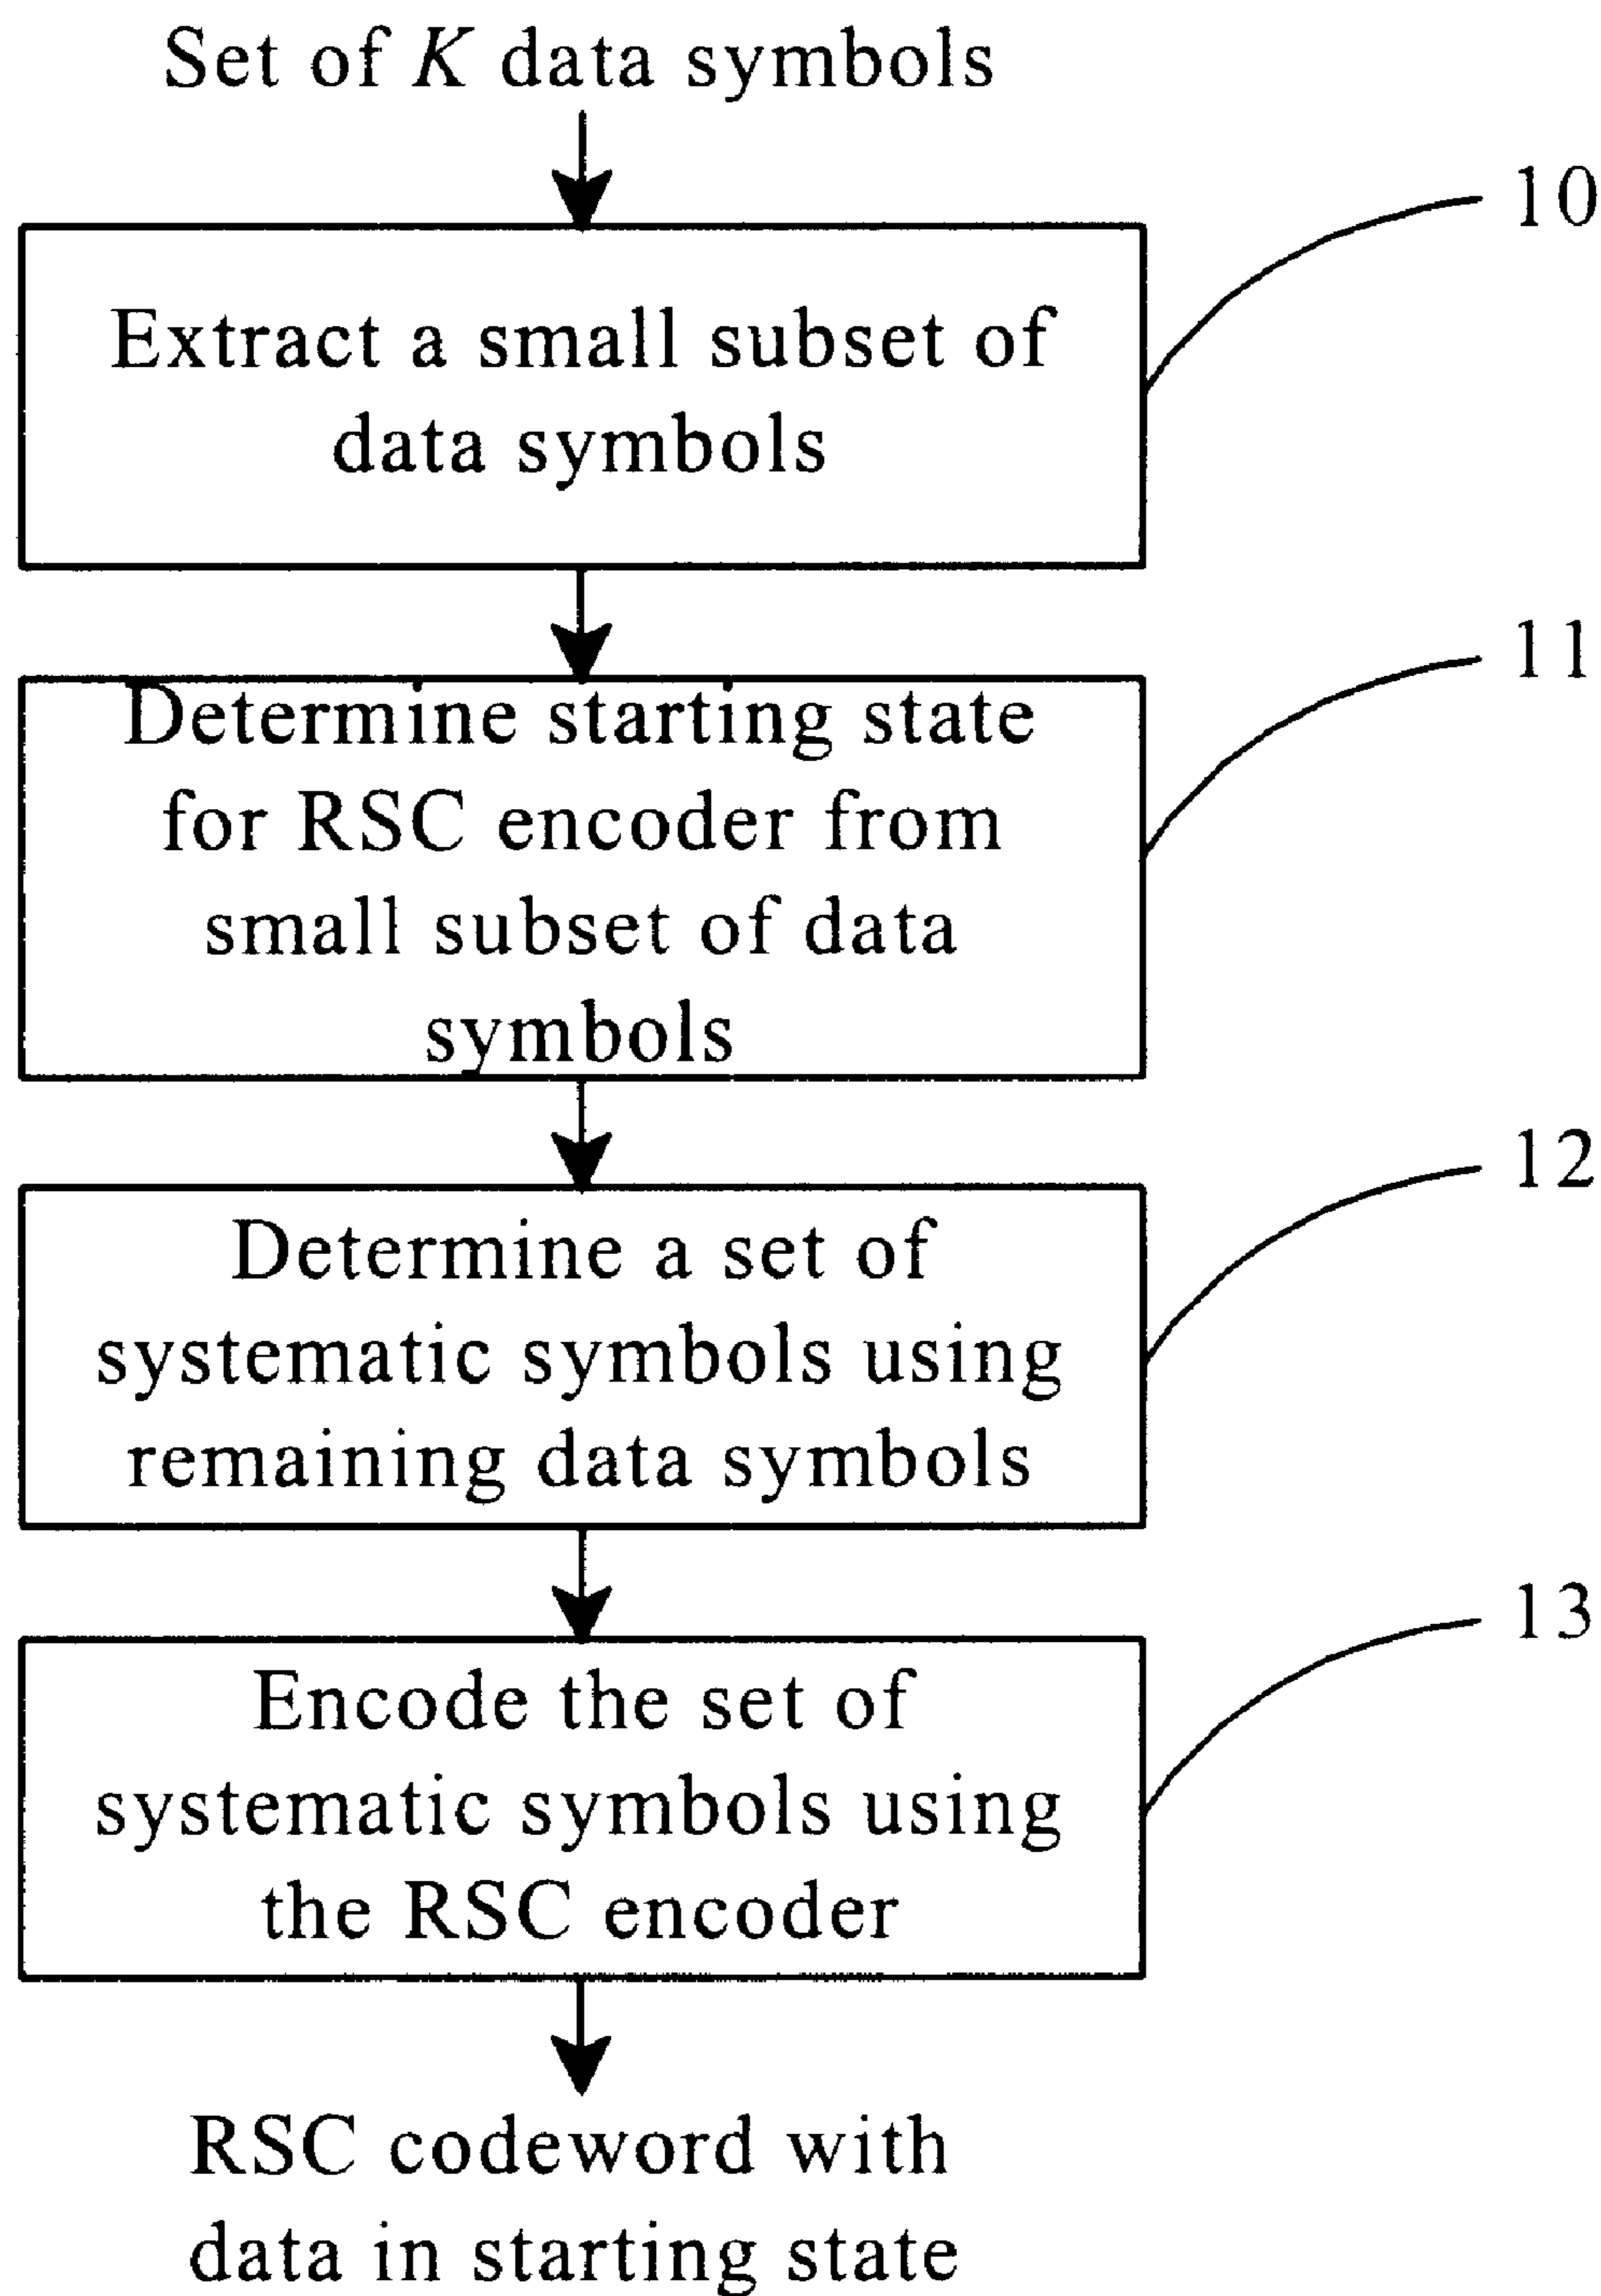 Set of K data symbols
10
Extract a small subset of
data symbols
11
Determine starting state
for RSC encoder from
small subset of data
symbols
12
Determine a set of
systematic symbols using
remaining data symbols
13
Encode the set of
systematic symbols using
the RSC encoder
RSC codeword with
data in starting state